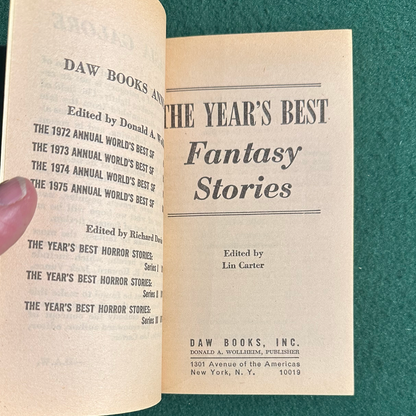 DAW BOOKS
Edited by Donald A.
THE 1972 ANNUAL WORLD'S BEST SF
THE 1973 ANNUAL WORLD'S BEST SF
THE 1974 ANNUAL WORLD'S BEST SF
THE 1975 ANNUAL WORLD'S BEST SF
Edited by Richard
THE YEAR'S BEST HORROR STORIES:
Series I
THE YEAR'S BEST HORROR STORIES:
Series II
THE YEAR'S BEST HORROR STORIES:
Series III
THE YEAR'S BEST
Fantasy
Stories
Edited by
Lin Carter
DAW BOOKS, INC.
DONALD A. WOLLHEIM, PUBLISHER
1301 Avenue of the Americas
New York, N. Y. 10019